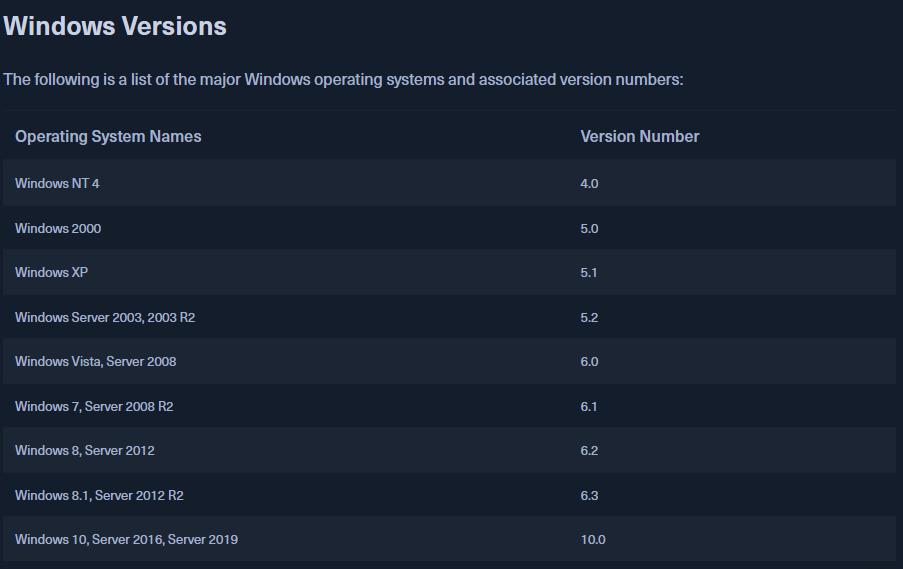 Windows Versions
The following is a list of the major Windows operating systems and associated version numbers:
Operating System Names Version Number
Windows NT 4 4.0
Windows 2000 5.0
Windows XP 5.1
Windows Server 2003, 2003 R2 5.2
Windows Vista, Server 2008 6.0
Windows 7, Server 2008 R2 6.1
Windows 8, Server 2012 6.2
Windows 8.1, Server 2012 R2 6.3
Windows 10, Server 2016, Server 2019 10.0